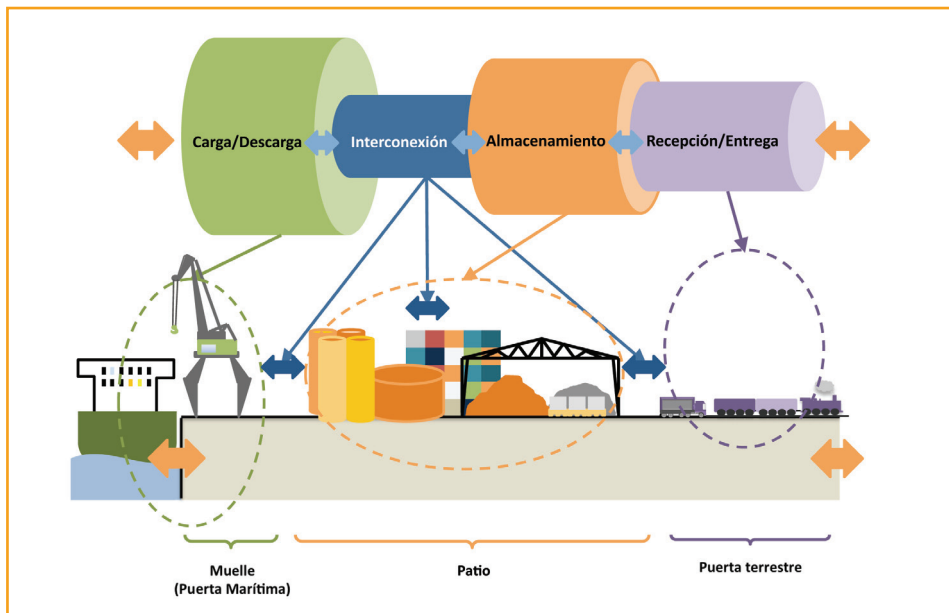 Carga/Descarga
Interconexión
Almacenamiento
Recepción/Entrega
Muelle
(Puerta Marítima)
Patio
Puerta terrestre